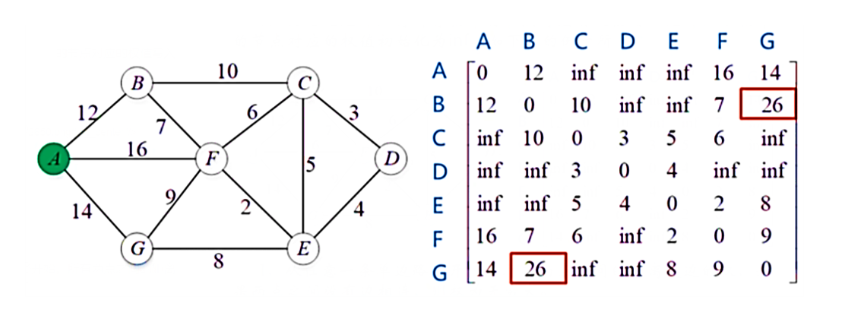 B 10 C
12 7 6 3
A 16 F 5 D
14 9 2 4
G 8 E
A B C D E F G
A 0 12 inf inf inf 16 14
B 12 0 10 inf inf 7 26
C inf 10 0 3 5 6 inf
D inf inf 3 0 4 inf inf
E inf inf 5 4 0 2 8
F 16 7 6 inf 2 0 9
G 14 26 inf inf 8 9 0